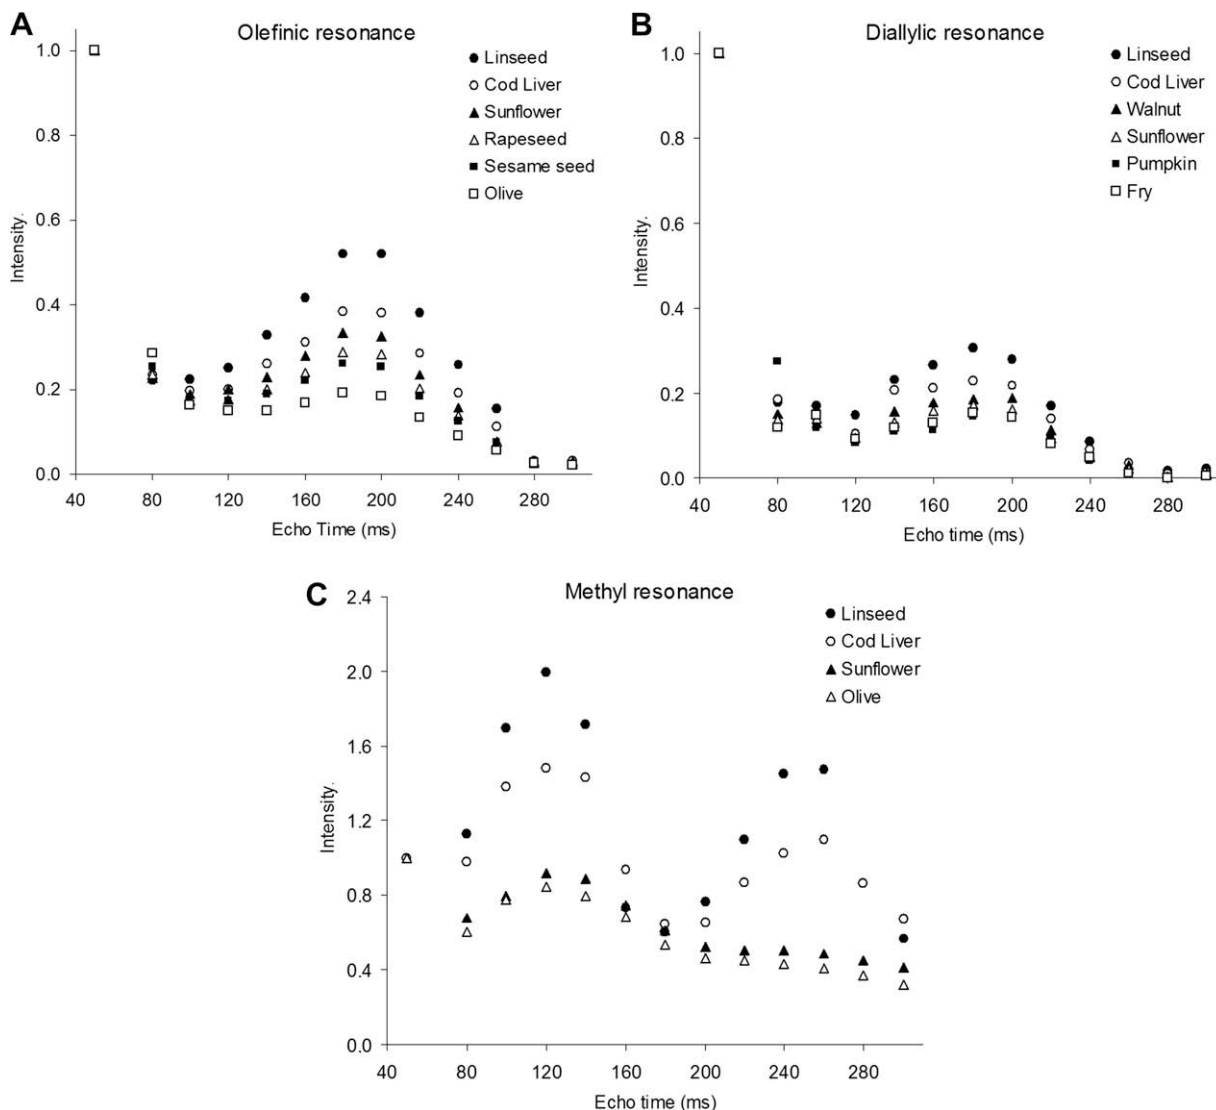 A
Olefinic resonance
Linseed
Cod Liver
Sunflower
Rapeseed
Sesame seed
Olive
Intensity.
1.0
0.8
0.6
0.4
0.2
0.0
40 80 120 160 200 240 280
Echo Time (ms)
B
Diallylic resonance
Linseed
Cod Liver
Walnut
Sunflower
Pumpkin
Fry
Intensity.
1.0
0.8
0.6
0.4
0.2
0.0
40 80 120 160 200 240 280
Echo time (ms)
C
Methyl resonance
Linseed
Cod Liver
Sunflower
Olive
Intensity.
2.4
2.0
1.6
1.2
0.8
0.4
0.0
40 80 120 160 200 240 280
Echo time (ms)